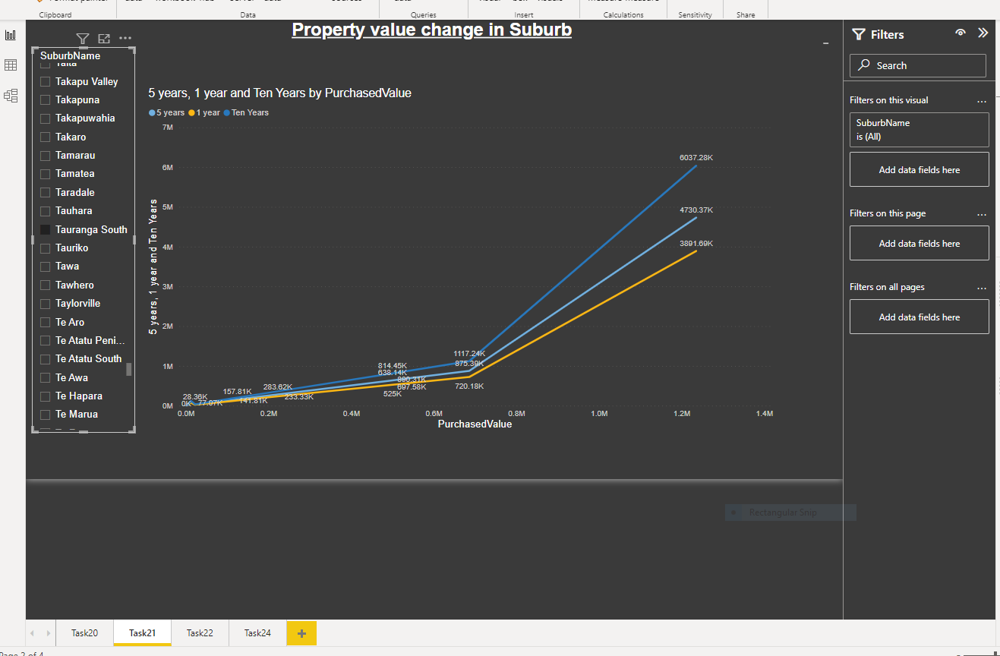 Clipboard
Data
Queries
Insert
Calculations
Sensitivity
Share
Property value change in Suburb
SuburbName
Takapu Valley
Takapuna
Takapuwahia
Takaro
Tamarau
Tamatea
Taradale
Tauhara
Tauranga South
Tauriko
Tawa
Tawhero
Taylorville
Te Aro
Te Atatu Peni...
Te Atatu South
Te Awa
Te Hapara
Te Marua
5 years, 1 year and Ten Years by PurchasedValue
5 years 1 year Ten Years
5 years, 1 year and Ten Years
7M
6M
5M
4M
3M
2M
1M
0M
6037.28K
4730.37K
3891.69K
1117.24K
875.39K
720.18K
814.45K
638.14K
890.31K
697.58K
525K
283.62K
233.33K
157.81K
141.81K
28.36K
0K
77.07K
0.0M 0.2M 0.4M 0.6M 0.8M 1.0M 1.2M 1.4M
PurchasedValue
Filters
Search
Filters on this visual ...
SuburbName
is (All)
Add data fields here
Filters on this page ...
Add data fields here
Filters on all pages ...
Add data fields here
Rectangular Snip
Task20 Task21 Task22 Task24 +
Page 2 of 4